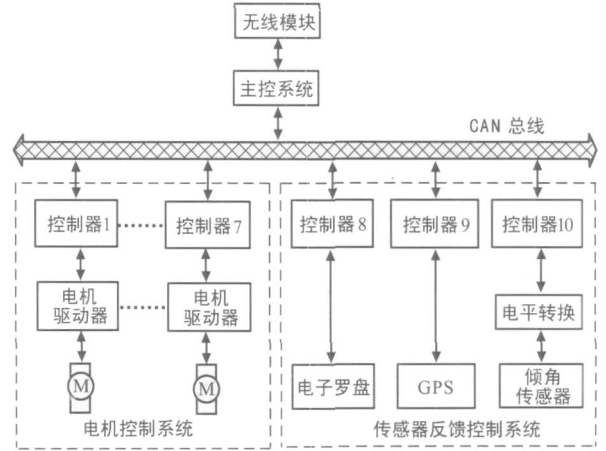 无线模块
主控系统
CAN 总线
控制器1
控制器7
控制器8
控制器9
控制器10
电机
驱动器
电机
驱动器
电平转换
M
M
电子罗盘
GPS
倾角
传感器
电机控制系统
传感器反馈控制系统